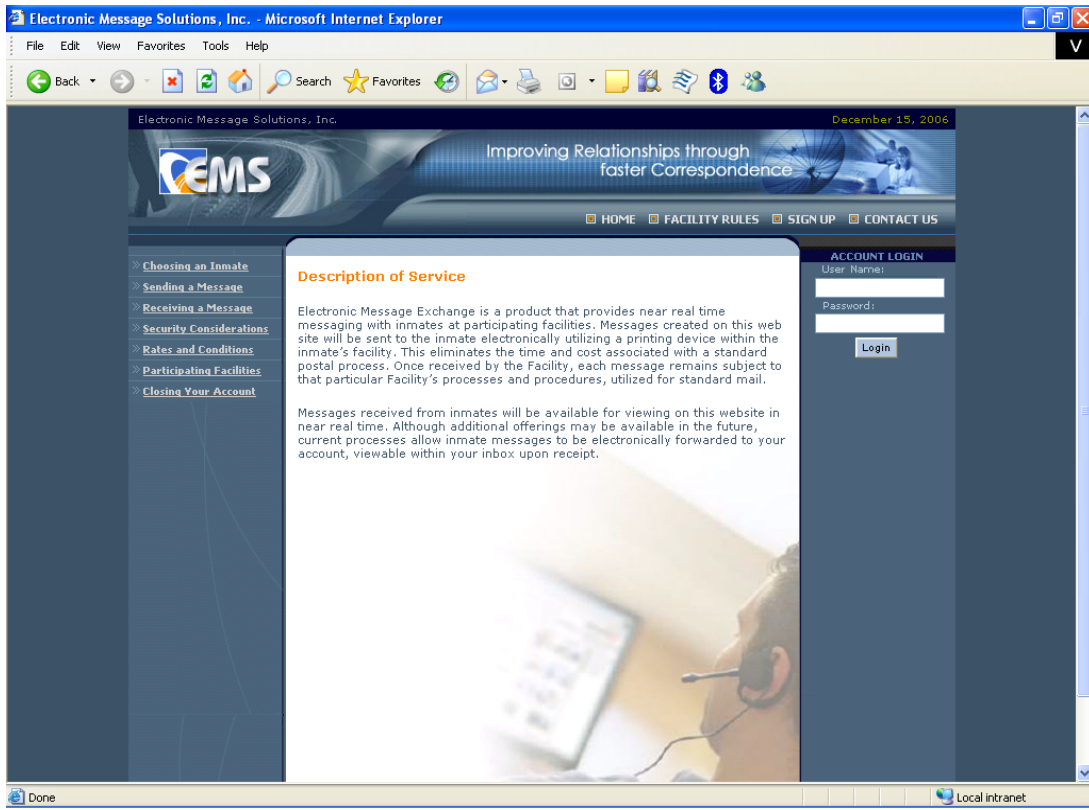 Electronic Message Solutions, Inc. - Microsoft Internet Explorer
File Edit View Favorites Tools Help
V
Back Search Favorites
Electronic Message Solutions, Inc. December 15, 2006
EMS
Improving Relationships through
faster Correspondence
HOME FACILITY RULES SIGN UP CONTACT US
Choosing an Inmate
Sending a Message
Receiving a Message
Security Considerations
Rates and Conditions
Participating Facilities
Closing Your Account
Description of Service
Electronic Message Exchange is a product that provides near real time
messaging with inmates at participating facilities. Messages created on this web
site will be sent to the inmate electronically utilizing a printing device within the
inmate's facility. This eliminates the time and cost associated with a standard
postal process. Once received by the Facility, each message remains subject to
that particular Facility's processes and procedures, utilized for standard mail.
Messages received from inmates will be available for viewing on this website in
near real time. Although additional offerings may be available in the future,
current processes allow inmate messages to be electronically forwarded to your
account, viewable within your inbox upon receipt.
ACCOUNT LOGIN
User Name:
Password:
Login
Done Local intranet